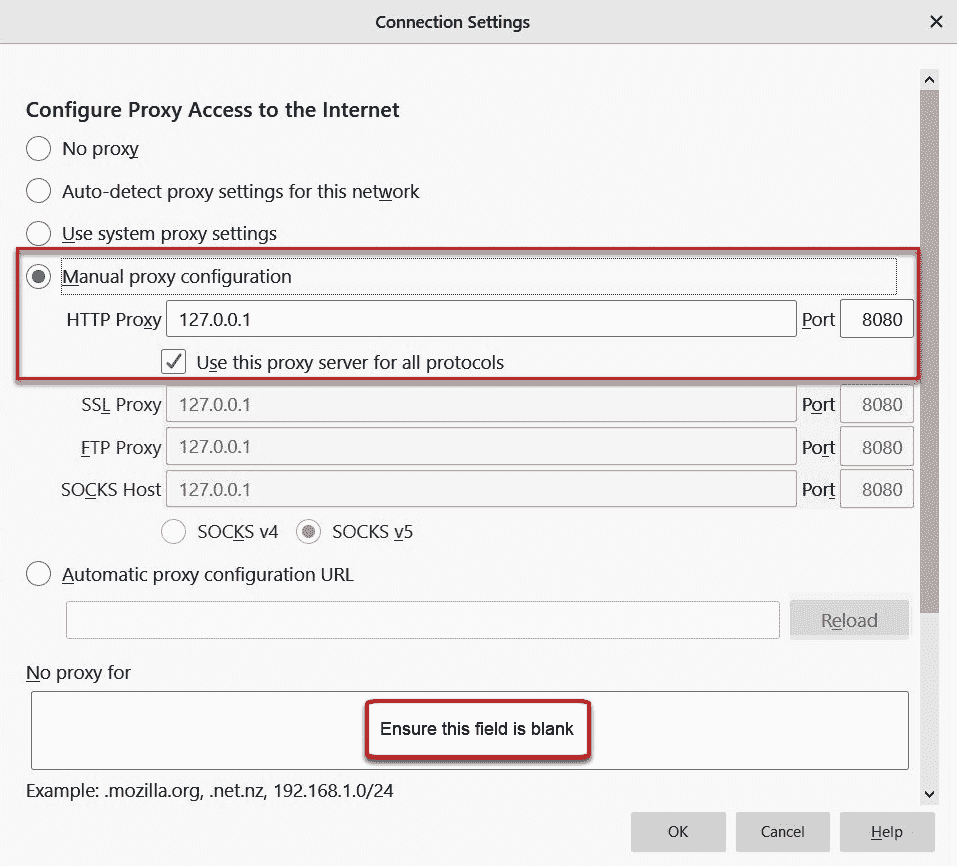 Connection Settings
Configure Proxy Access to the Internet
No proxy
Auto-detect proxy settings for this network
Use system proxy settings
Manual proxy configuration
HTTP Proxy 127.0.0.1 Port 8080
Use this proxy server for all protocols
SSL Proxy 127.0.0.1 Port 8080
FTP Proxy 127.0.0.1 Port 8080
SOCKS Host 127.0.0.1 Port 8080
SOCKS v4 SOCKS v5
Automatic proxy configuration URL
Reload
No proxy for
Ensure this field is blank
Example: .mozilla.org, .net.nz, 192.168.1.0/24
OK Cancel Help